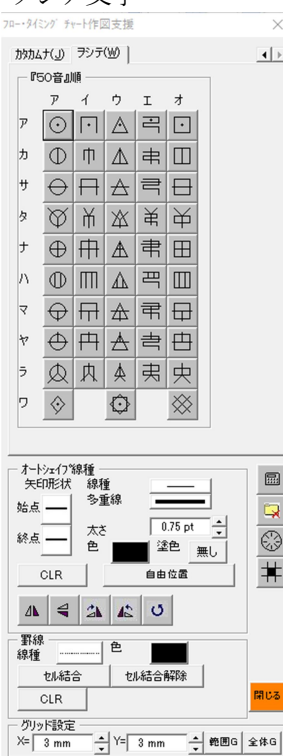 フロー・タイミング チャート作図支援
カタカムナ(J) ヲシテ(W)
『50音』順
ア イ ウ エ オ
ア
カ
サ
タ
ナ
ハ
マ
ヤ
ラ
ワ
オートシェイプ線種
矢印形状 線種
多重線
始点
終点
太さ 0.75 pt
色 塗色 無し
CLR 自由位置
罫線
線種 色
セル結合 セル結合解除
CLR
閉じる
グリッド設定
X= 3 mm Y= 3 mm 範囲G 全体G